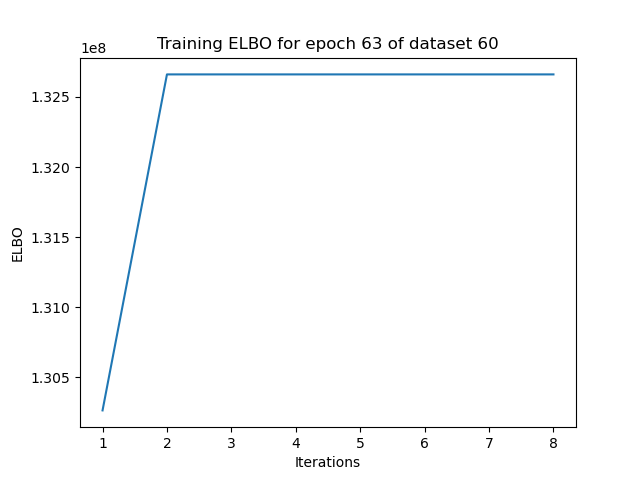 Training ELBO for epoch 63 of dataset 60
1e8
1.325
1.320
1.315
1.310
1.305
ELBO
1 2 3 4 5 6 7 8
Iterations